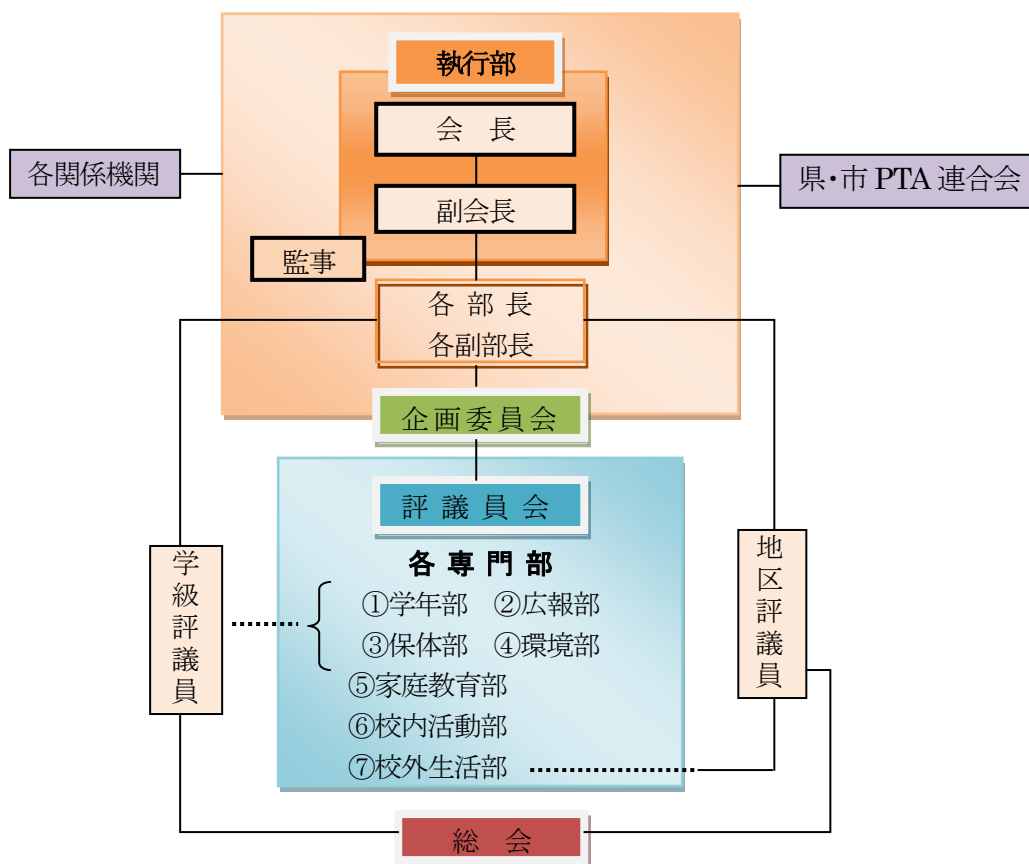 執行部
会 長
各関係機関
県・市 PTA 連合会
副会長
監事
各 部 長
各副部長
企画委員会
評 議 員 会
各 専 門 部
学級評議員
地区評議員
①学年部 ②広報部
③保体部 ④環境部
⑤家庭教育部
⑥校内活動部
⑦校外生活部
総 会